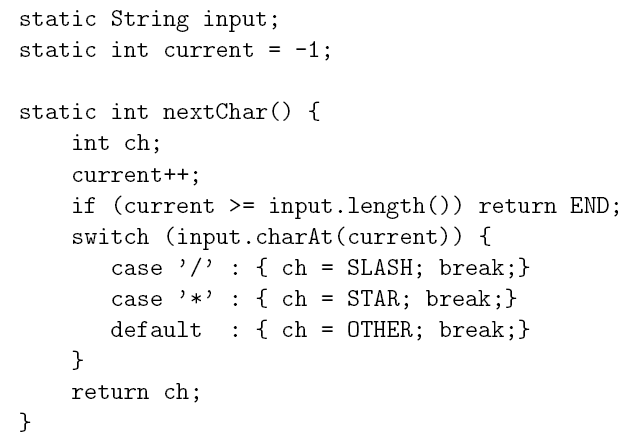 static String input;
static int current = -1;

static int nextChar() {
    int ch;
    current++;
    if (current >= input.length()) return END;
    switch (input.charAt(current)) {
       case '/' : { ch = SLASH; break;}
       case '*' : { ch = STAR; break;}
       default  : { ch = OTHER; break;}
    }
    return ch;
}